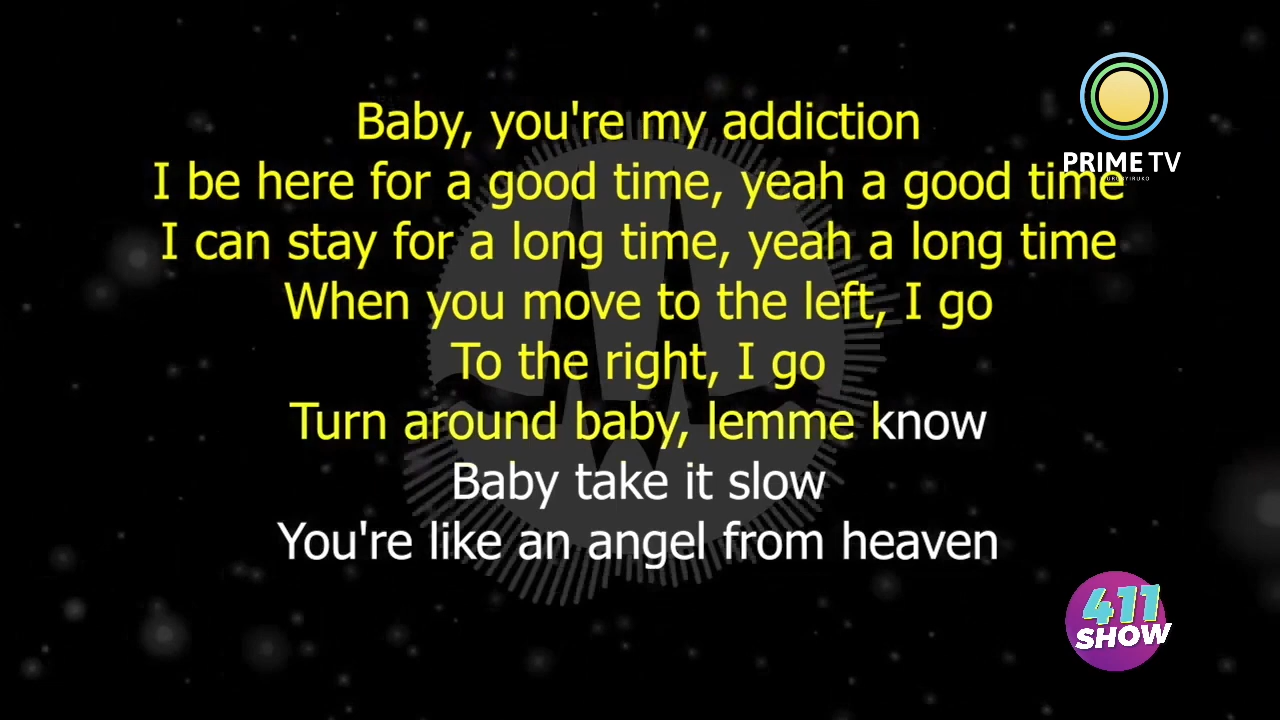 Baby, you're my addiction
I be here for a good time, yeah a good time
I can stay for a long time, yeah a long time
When you move to the left, I go
To the right, I go
Turn around baby, lemme know
Baby take it slow
You're like an angel from heaven
PRIME TV
411
SHOW